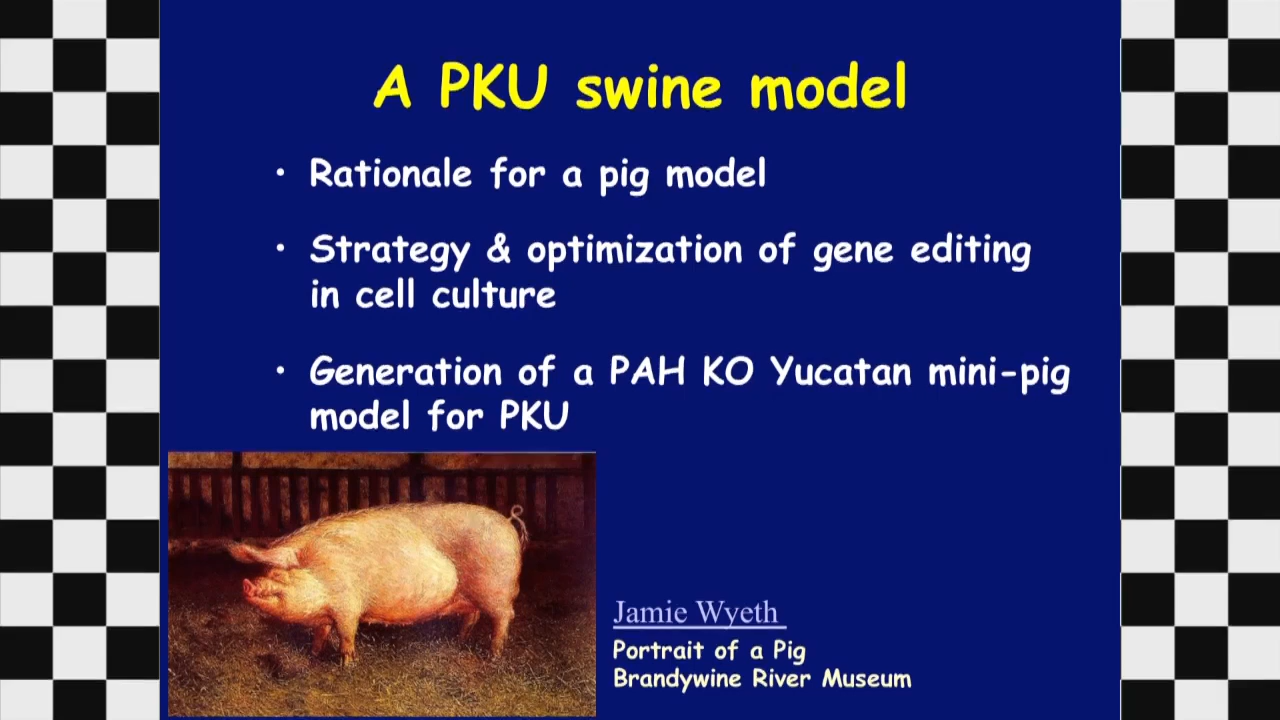 A PKU swine model
• Rationale for a pig model
• Strategy & optimization of gene editing
in cell culture
• Generation of a PAH KO Yucatan mini-pig
model for PKU
Jamie Wyeth
Portrait of a Pig
Brandywine River Museum